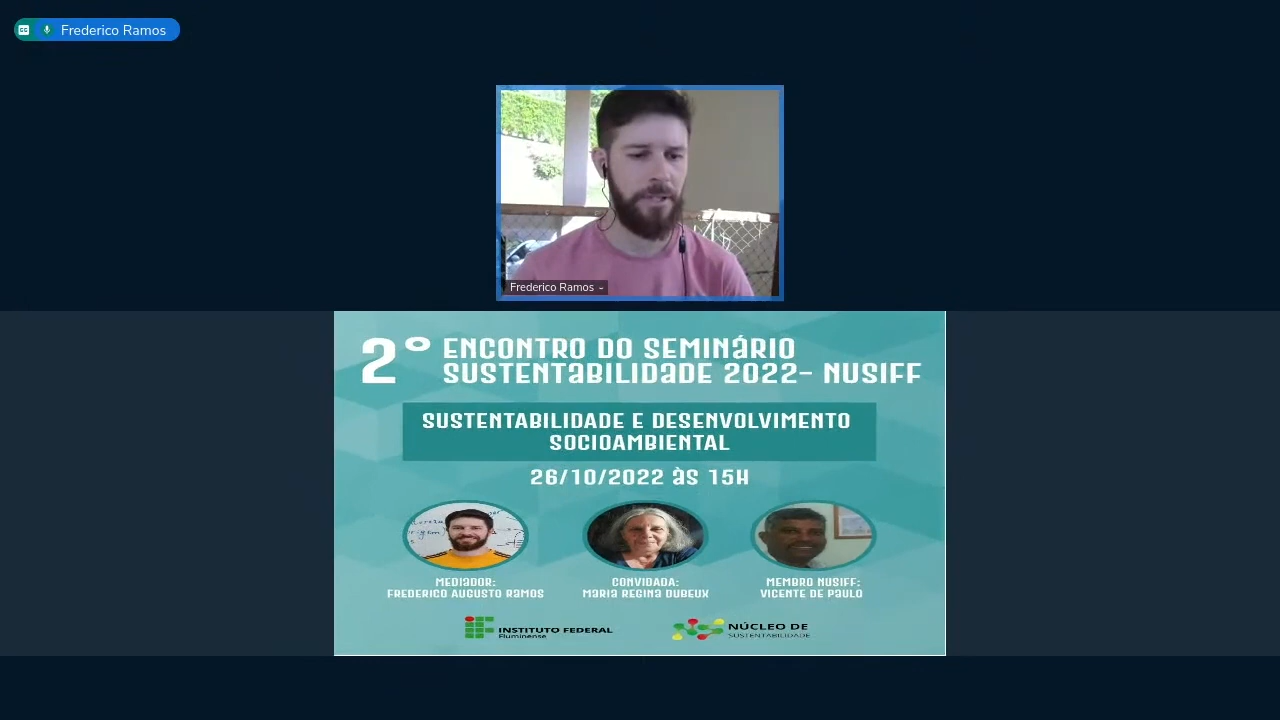 Frederico Ramos
Frederico Ramos
2º ENCONTRO DO SEMINÁRIO
SUSTENTABILIDADE 2022- NUSIFF
SUSTENTABILIDADE E DESENVOLVIMENTO
SOCIOAMBIENTAL
26/10/2022 ÀS 15H
MEDIADOR:
FREDERICO AUGUSTO RAMOS
CONVIDADA:
MARIA REGINA DUBEUX
MEMBRO NUSIFF:
VICENTE DE PAULO
INSTITUTO FEDERAL
Fluminense
NÚCLEO DE
SUSTENTABILIDADE